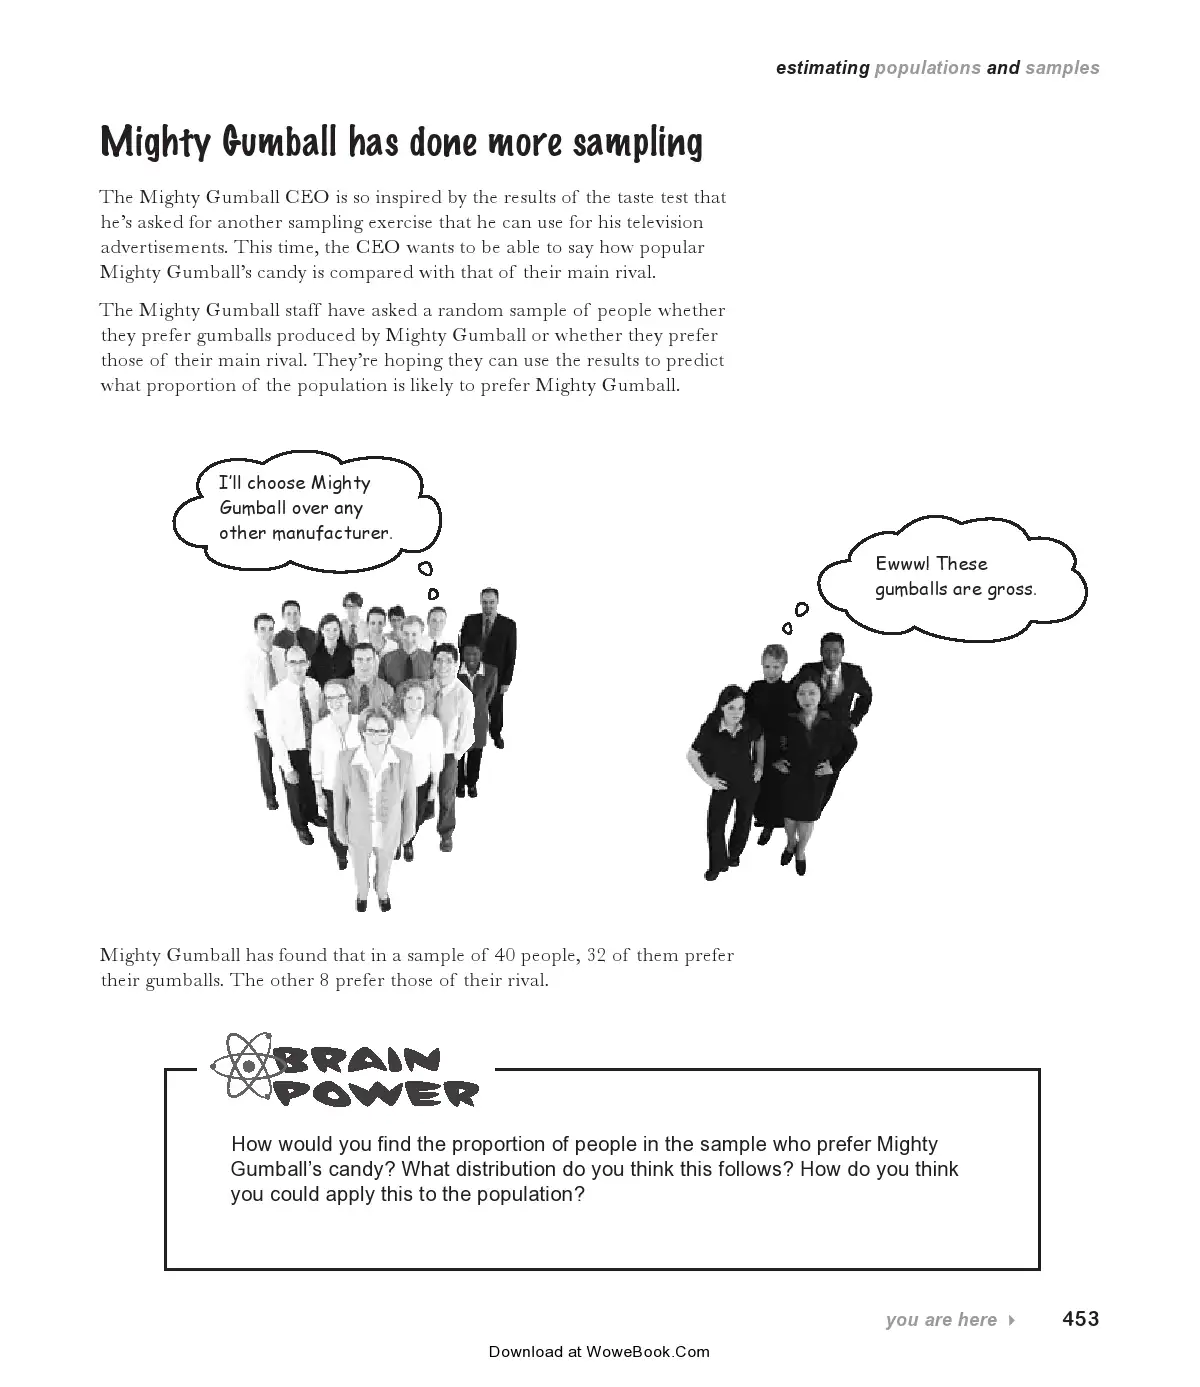 estimating populations and samples
Mighty Gumball has done more sampling
The Mighty Gumball CEO is so inspired by the results of the taste test that
he's asked for another sampling exercise that he can use for his television
advertisements. This time, the CEO wants to be able to say how popular
Mighty Gumball's candy is compared with that of their main rival.
The Mighty Gumball staff have asked a random sample of people whether
they prefer gumballs produced by Mighty Gumball or whether they prefer
those of their main rival. They're hoping they can use the results to predict
what proportion of the population is likely to prefer Mighty Gumball.
I'll choose Mighty
Gumball over any
other manufacturer.
Ewww! These
gumballs are gross.
Mighty Gumball has found that in a sample of 40 people, 32 of them prefer
their gumballs. The other 8 prefer those of their rival.
BRAIN
POWER
How would you find the proportion of people in the sample who prefer Mighty
Gumball's candy? What distribution do you think this follows? How do you think
you could apply this to the population?
you are here 453
Download at WoweBook.Com